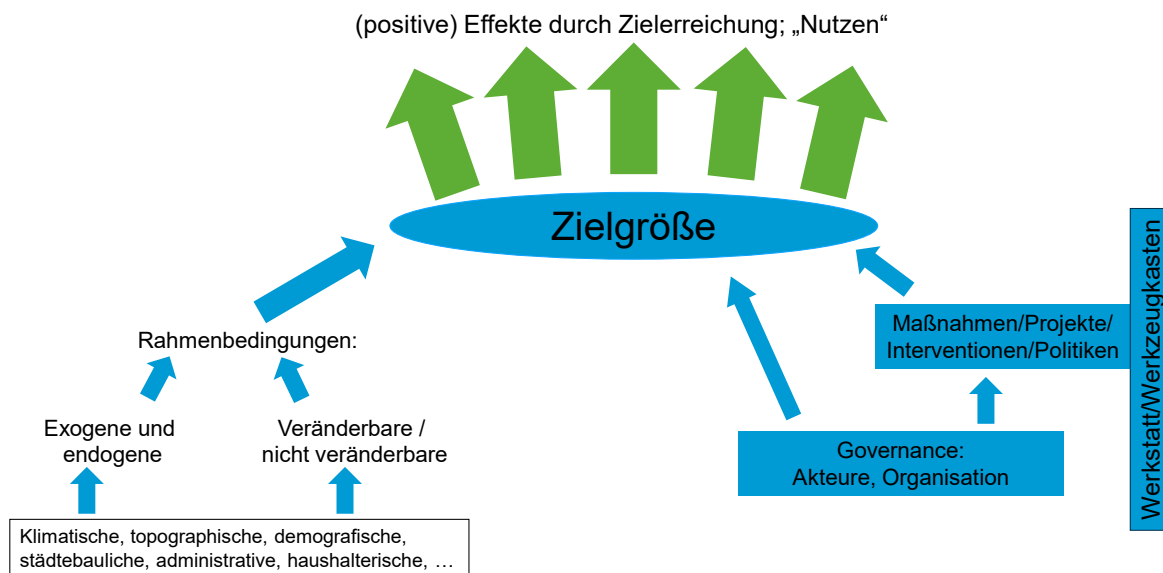 (positive) Effekte durch Zielerreichung; „Nutzen“
Zielgröße
Rahmenbedingungen:
Exogene und
endogene
Veränderbare /
nicht veränderbare
Klimatische, topographische, demografische,
städtebauliche, administrative, haushalterische, …
Maßnahmen/Projekte/
Interventionen/Politiken
Governance:
Akteure, Organisation
Werkstatt/Werkzeugkasten